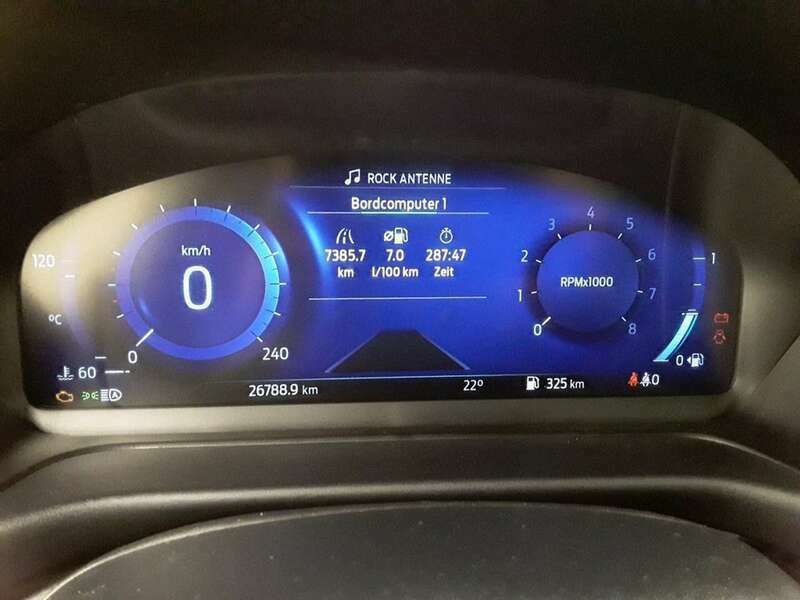 ROCK ANTENNE
Bordcomputer 1
7385.7 7.0 287:47
km l/100 km Zeit
km/h
0
0
240
120
ºC
60
0 1 2 3 4 5 6 7 8
RPMx1000
1
0
26788.9 km
22º
325 km
0